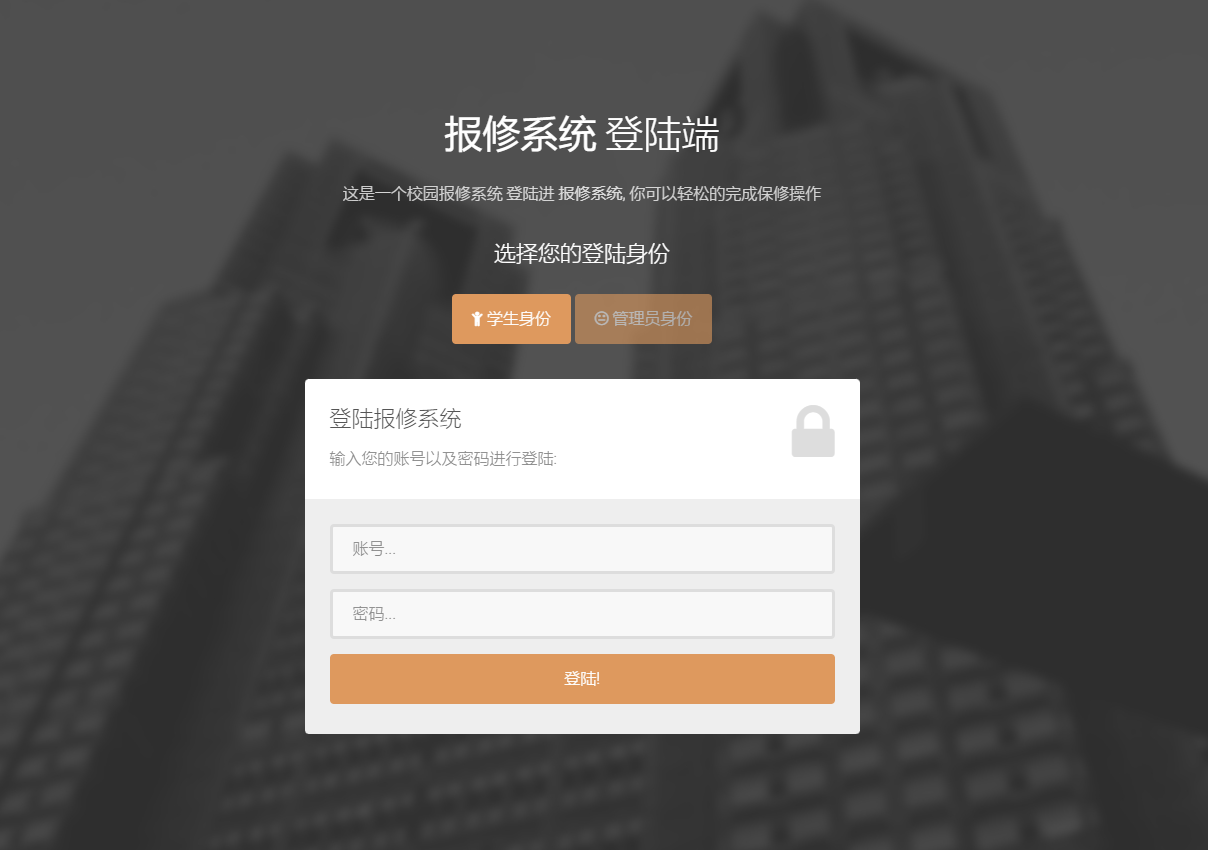 报修系统 登陆端
这是一个校园报修系统 登陆进 报修系统, 你可以轻松的完成保修操作
选择您的登陆身份
学生身份 管理员身份
登陆报修系统
输入您的账号以及密码进行登陆:
账号...
密码...
登陆!